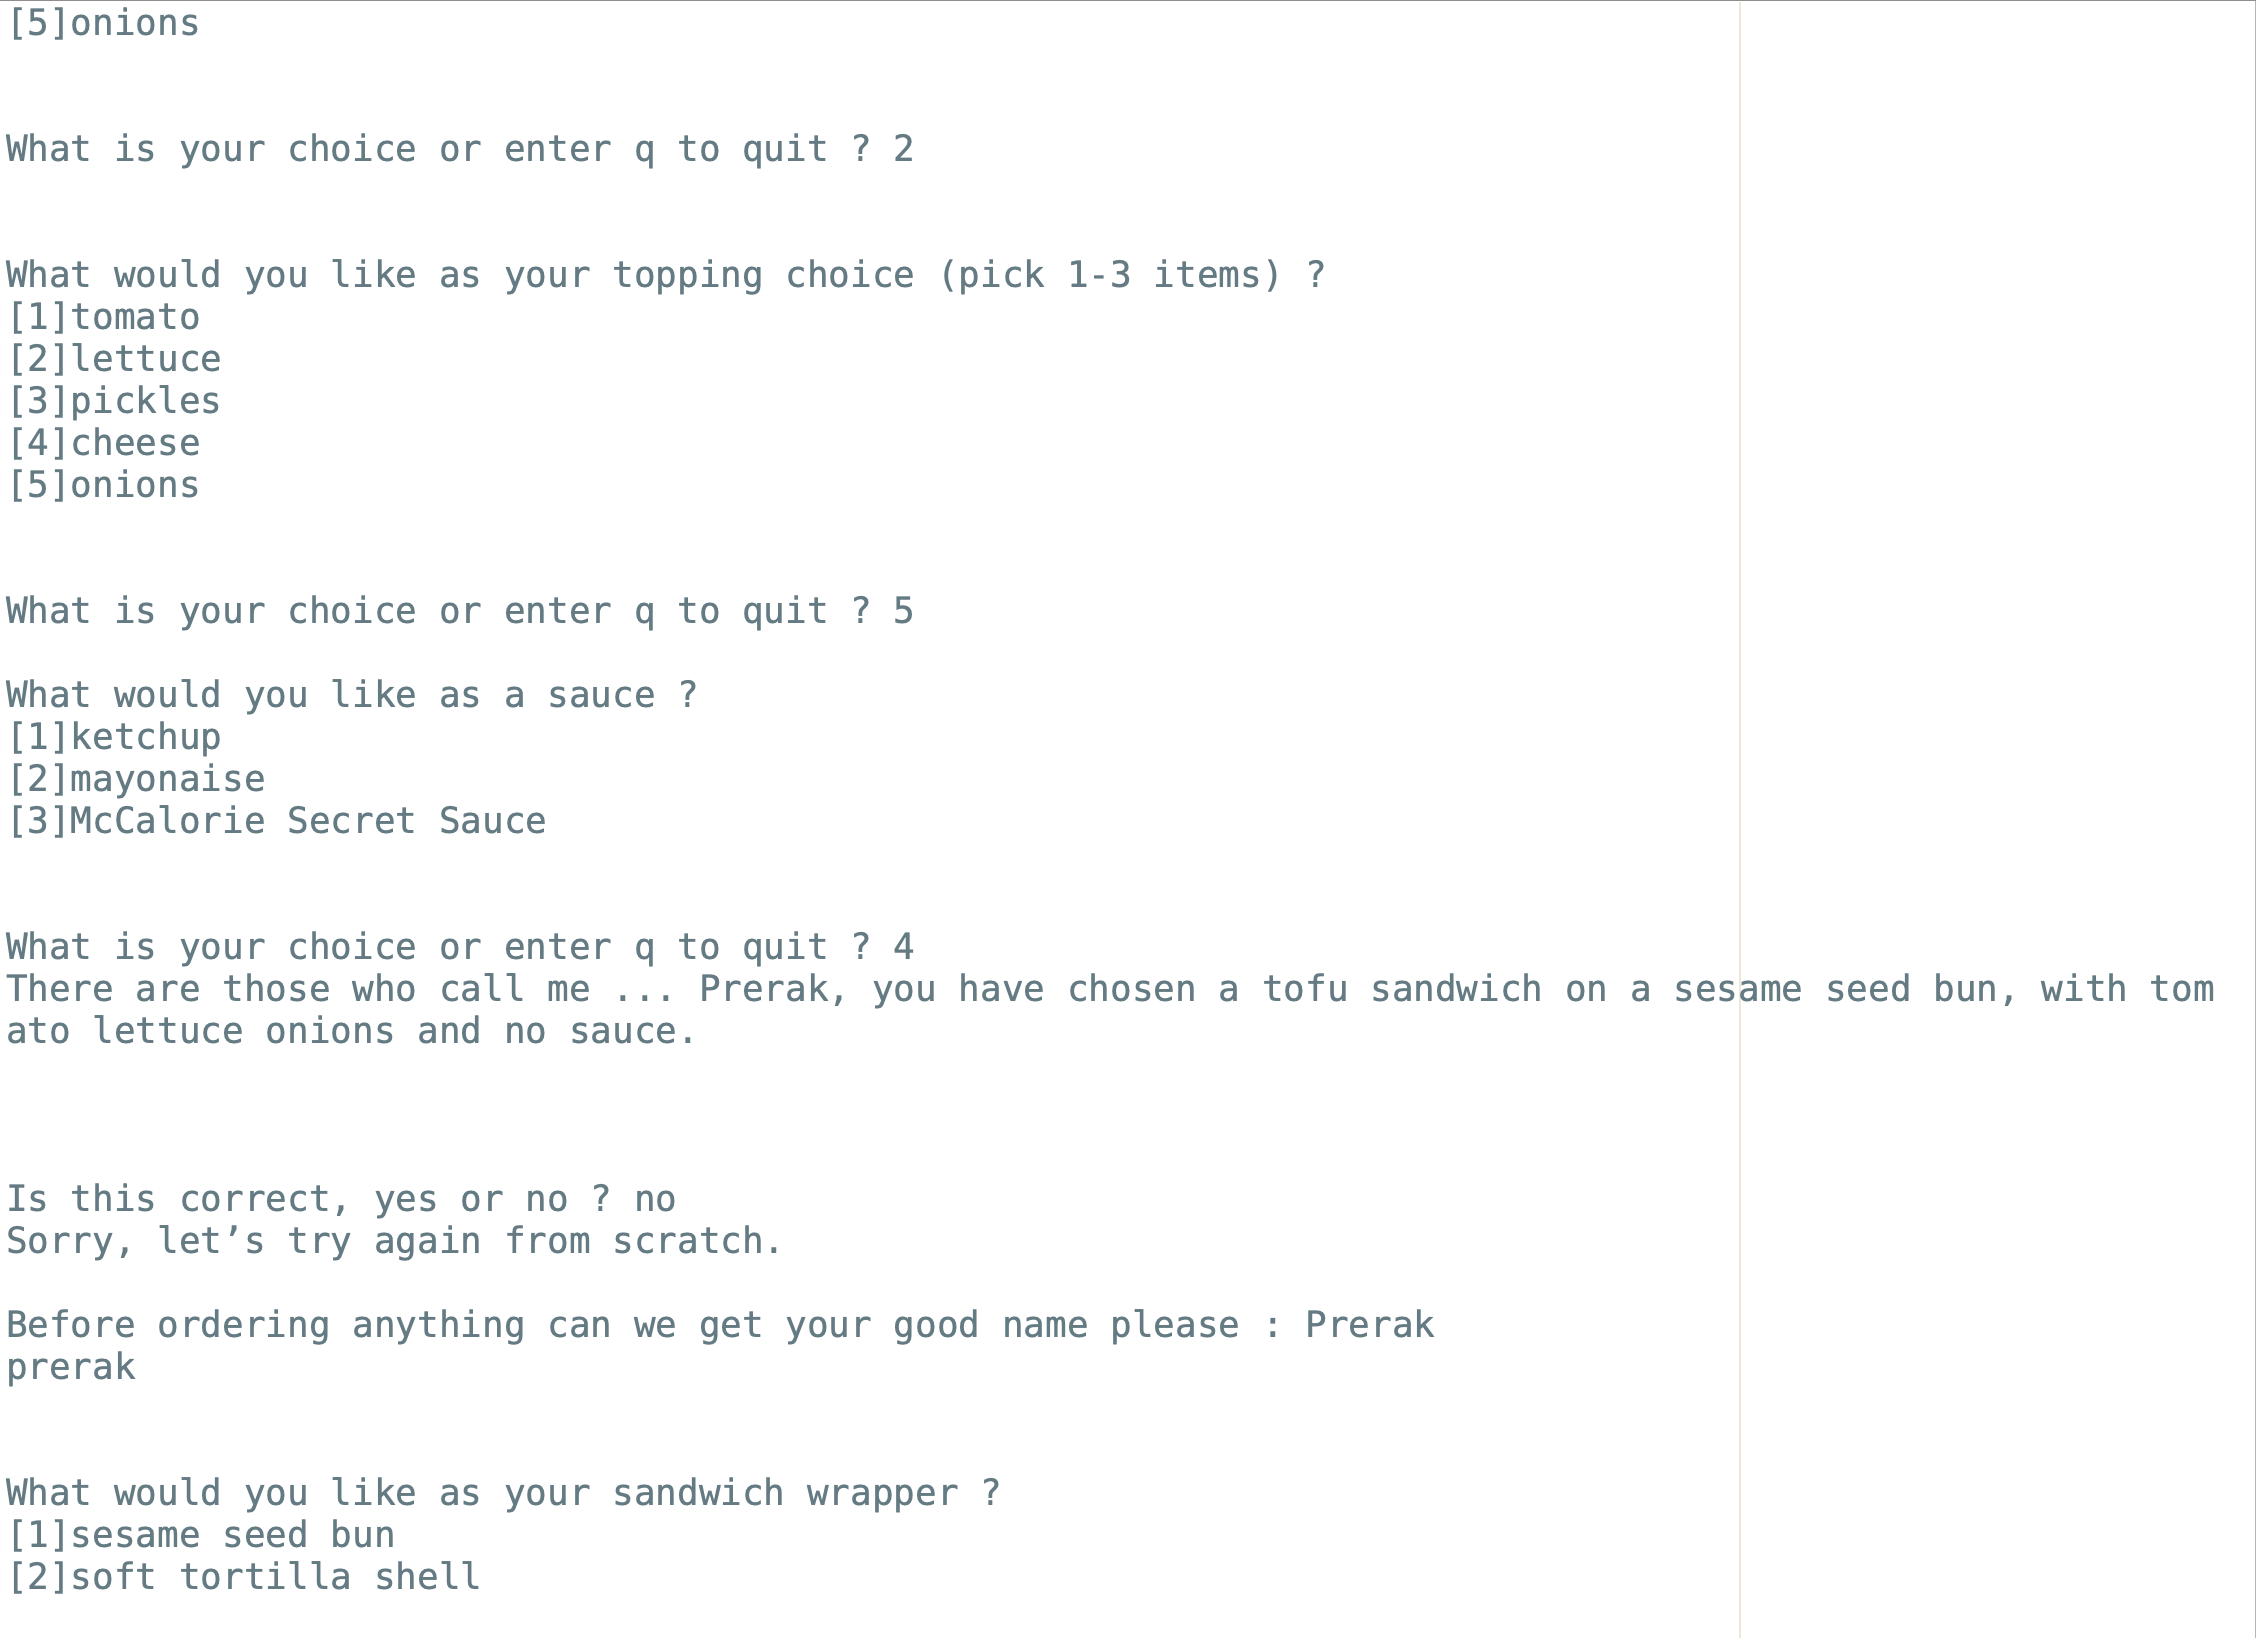 [5]onions
What is your choice or enter q to quit ? 2
What would you like as your topping choice (pick 1-3 items) ?
[1]tomato
[2]lettuce
[3]pickles
[4]cheese
[5]onions
What is your choice or enter q to quit ? 5
What would you like as a sauce ?
[1]ketchup
[2]mayonaise
[3]McCalorie Secret Sauce
What is your choice or enter q to quit ? 4
There are those who call me ... Prerak, you have chosen a tofu sandwich on a sesame seed bun, with tom
ato lettuce onions and no sauce.
Is this correct, yes or no ? no
Sorry, let’s try again from scratch.
Before ordering anything can we get your good name please : Prerak
prerak
What would you like as your sandwich wrapper ?
[1]sesame seed bun
[2]soft tortilla shell